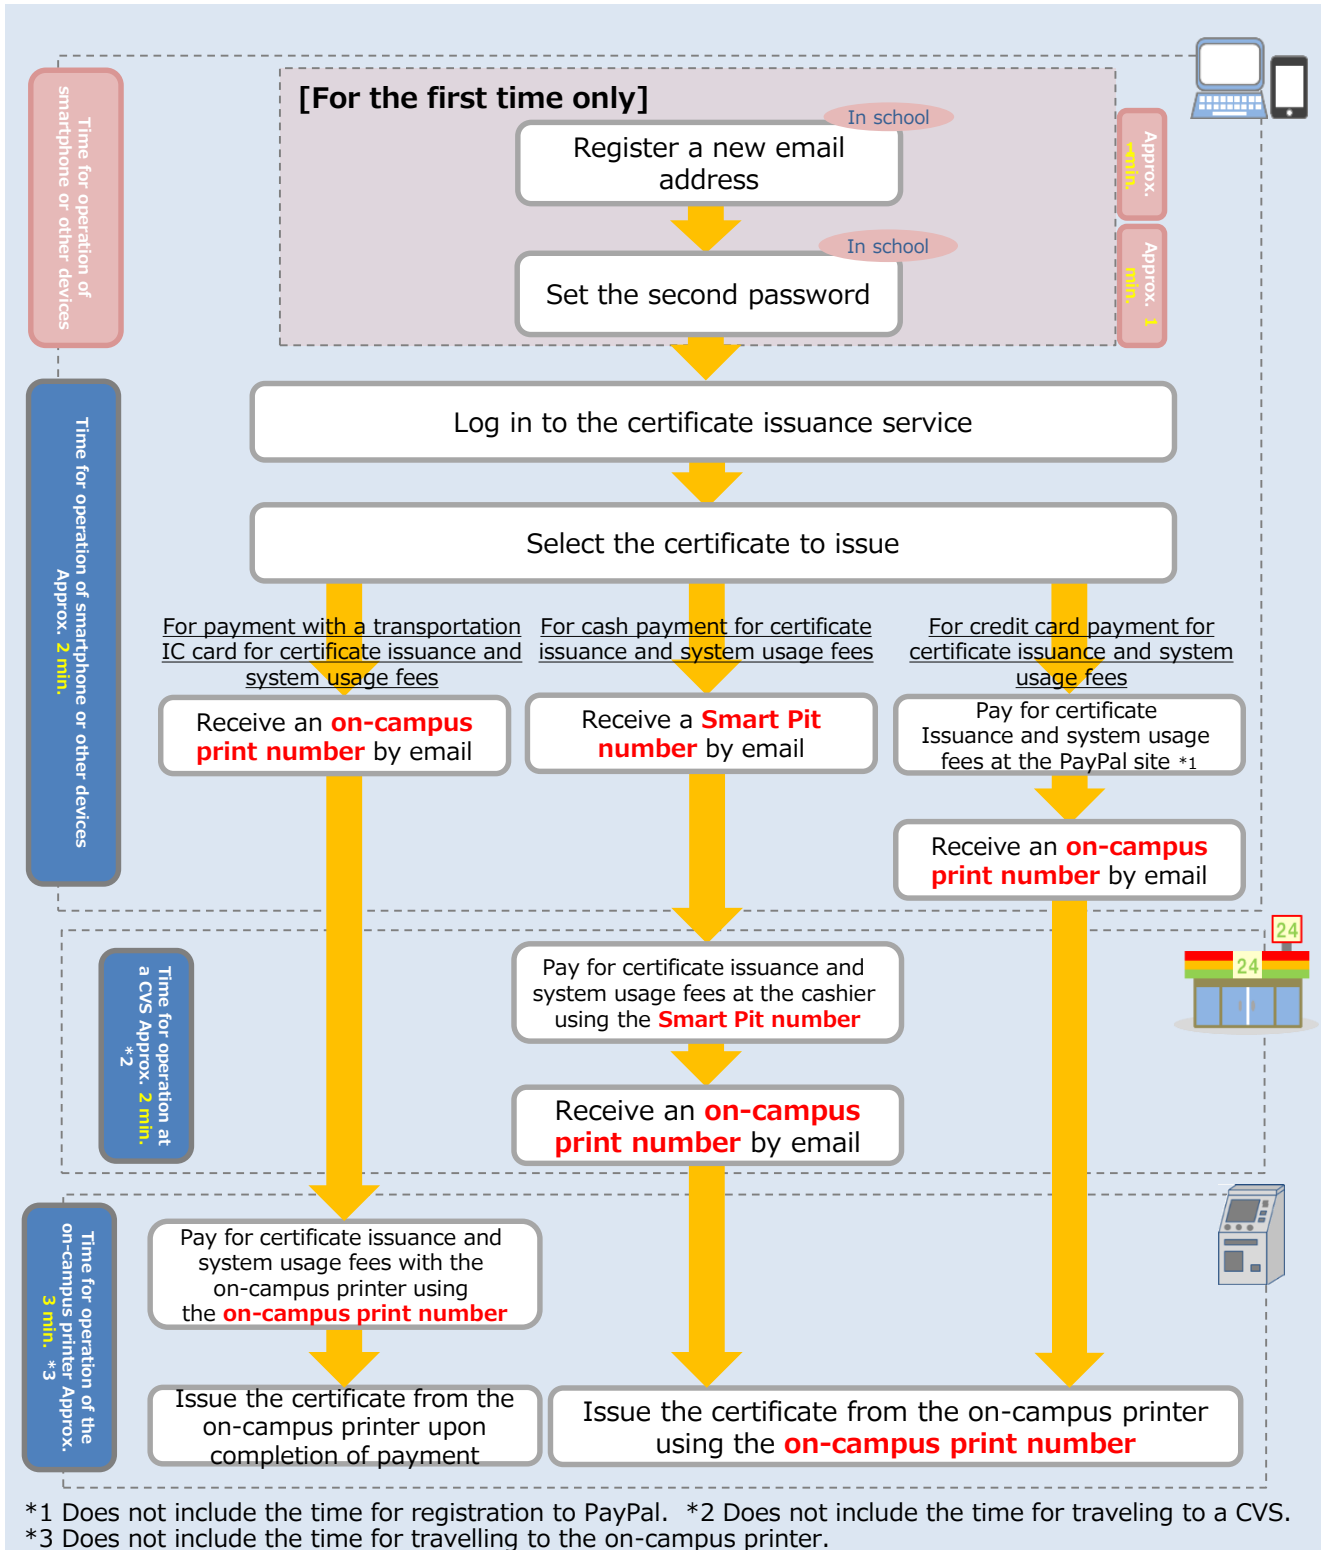 [For the first time only]
In school
Register a new email
address
Approx.
1min.
In school
Set the second password
Approx. 1
min.
Time for operation of
smartphone or other devices
Log in to the certificate issuance service
Select the certificate to issue
Time for operation of smartphone or other devices
Approx. 2 min.
For payment with a transportation
IC card for certificate issuance and
system usage fees
For cash payment for certificate
issuance and system usage fees
For credit card payment for
certificate issuance and system
usage fees
Receive an on-campus
print number by email
Receive a Smart Pit
number by email
Pay for certificate
Issuance and system usage
fees at the PayPal site *1
Receive an on-campus
print number by email
24
24
Time for operation at
a CVS Approx. 2 min.
*2
Pay for certificate issuance and
system usage fees at the cashier
using the Smart Pit number
Receive an on-campus
print number by email
Time for operation of the
on-campus printer Approx.
3 min. *3
Pay for certificate issuance and
system usage fees with the
on-campus printer using
the on-campus print number
Issue the certificate from the
on-campus printer upon
completion of payment
Issue the certificate from the on-campus printer
using the on-campus print number
*1 Does not include the time for registration to PayPal. *2 Does not include the time for traveling to a CVS.
*3 Does not include the time for travelling to the on-campus printer.